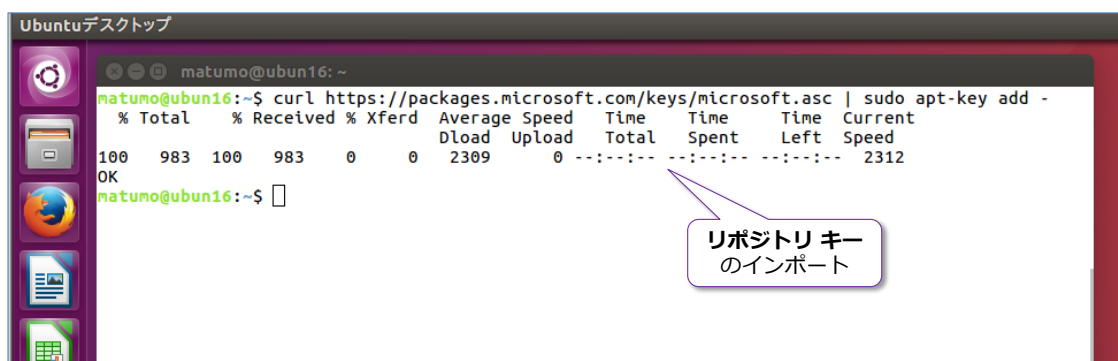 Ubuntuデスクトップ
matumo@ubun16: ~
matumo@ubun16:~$ curl https://packages.microsoft.com/keys/microsoft.asc | sudo apt-key add -
% Total % Received % Xferd Average Speed Time Time Time Current
Dload Upload Total Spent Left Speed
100 983 100 983 0 0 2309 0 --:--:-- --:--:-- --:--:-- 2312
OK
matumo@ubun16:~$
リポジトリ キー
のインポート